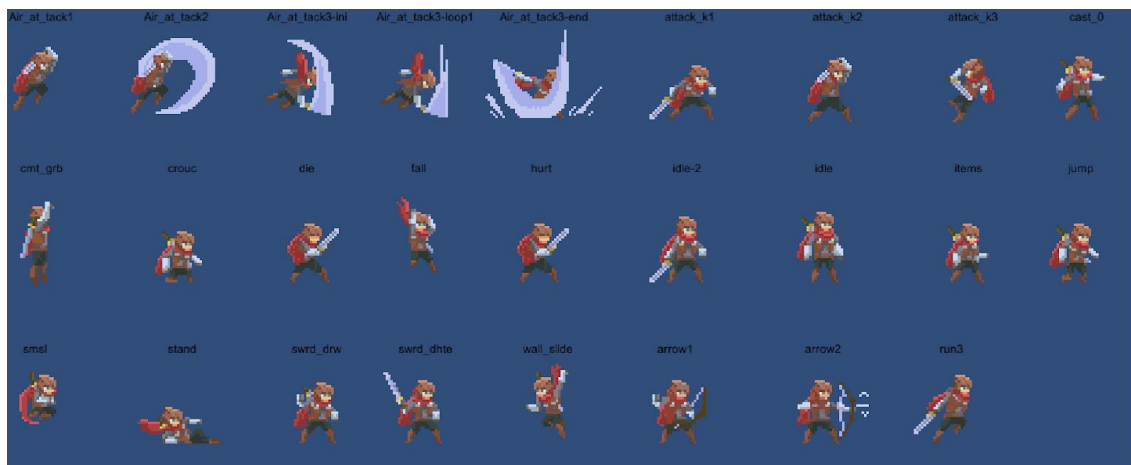 Air_at_tack1 Air_at_tack2 Air_at_tack3-ini Air_at_tack3-loop1 Air_at_tack3-end attack_k1 attack_k2 attack_k3 cast_0
cmt_grb crouc die fall hurt idle-2 idle items jump
smsl stand swrd_drw swrd_dhte wall_slide arrow1 arrow2 run3